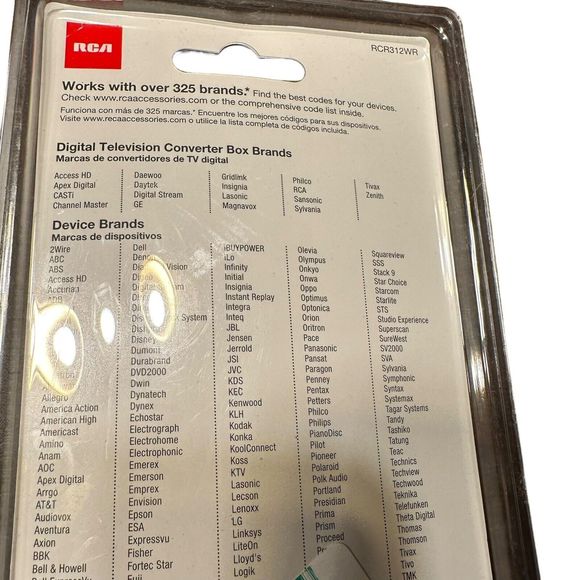 RCA
RCR312WR
Works with over 325 brands.* Find the best codes for your devices.
Check www.rcaaccessories.com or the comprehensive code list inside.
Funciona con más de 325 marcas.* Encuentre los mejores códigos para sus dispositivos.
Visite www.rcaaccessories.com o utilice la lista completa de códigos incluida.
Digital Television Converter Box Brands
Marcas de convertidores de TV digital
Access HD
Apex Digital
CASTi
Channel Master
Daewoo
Daytek
Digital Stream
GE
Gridlink
Insignia
Lasonic
Magnavox
Philco
RCA
Sansonic
Sylvania
Tivax
Zenith
Device Brands
Marcas de dispositivos
2Wire
ABC
ABS
Access HD
Accurian
Allegro
America Action
American High
Americast
Amino
Anam
AOC
Apex Digital
Arrgo
AT&T
Audiovox
Aventura
Axion
BBK
Bell & Howell
Dell
Digital Stream
Disney
Dumont
Durabrand
DVD2000
Dwin
Dynatech
Dynex
Echostar
Electrograph
Electrohome
Electrophonic
Emerex
Emerson
Emprex
Envision
Epson
ESA
Expressvu
Fisher
Fortec Star
Fuji
iBUYPOWER
iLo
Infinity
Initial
Insignia
Instant Replay
Integra
Inteq
JBL
Jensen
Jerrold
JSI
JVC
KDS
KEC
Kenwood
KLH
Kodak
Konka
KoolConnect
Koss
KTV
Lasonic
Lecson
Lenoxx
LG
Linksys
LiteOn
Lloyd's
Logik
Olevia
Olympus
Onkyo
Onwa
Oppo
Optimus
Optonica
Orion
Oritron
Pace
Panasonic
Pansat
Paragon
Penney
Pentax
Petters
Philco
Philips
PianoDisc
Pilot
Pioneer
Polaroid
Polk Audio
Portland
Presidian
Prima
Prism
Proceed
Squareview
SSS
Stack 9
Star Choice
Starcom
Starlite
STS
Studio Experience
Superscan
SureWest
SV2000
SVA
Sylvania
Symphonic
Syntax
Systemax
Tagar Systems
Tandy
Tashiko
Tatung
Teac
Technics
Techview
Techwood
Teknika
Telefunken
Theta Digital
Thomas
Thomson
Tivax
Tivo
TMK